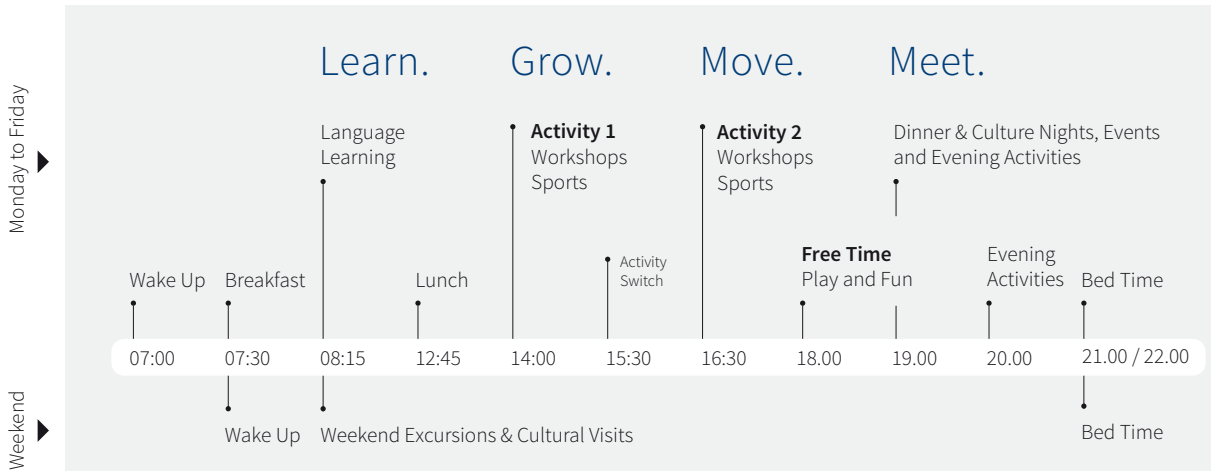 Learn. Grow. Move. Meet.
Monday to Friday
Language
Learning
Activity 1
Workshops
Sports
Activity 2
Workshops
Sports
Dinner & Culture Nights, Events
and Evening Activities
Wake Up
Breakfast
Lunch
Activity
Switch
Free Time
Play and Fun
Evening
Activities
Bed Time
07:00 07:30 08:15 12:45 14:00 15:30 16:30 18.00 19.00 20.00 21.00 / 22.00
Weekend
Wake Up
Weekend Excursions & Cultural Visits
Bed Time